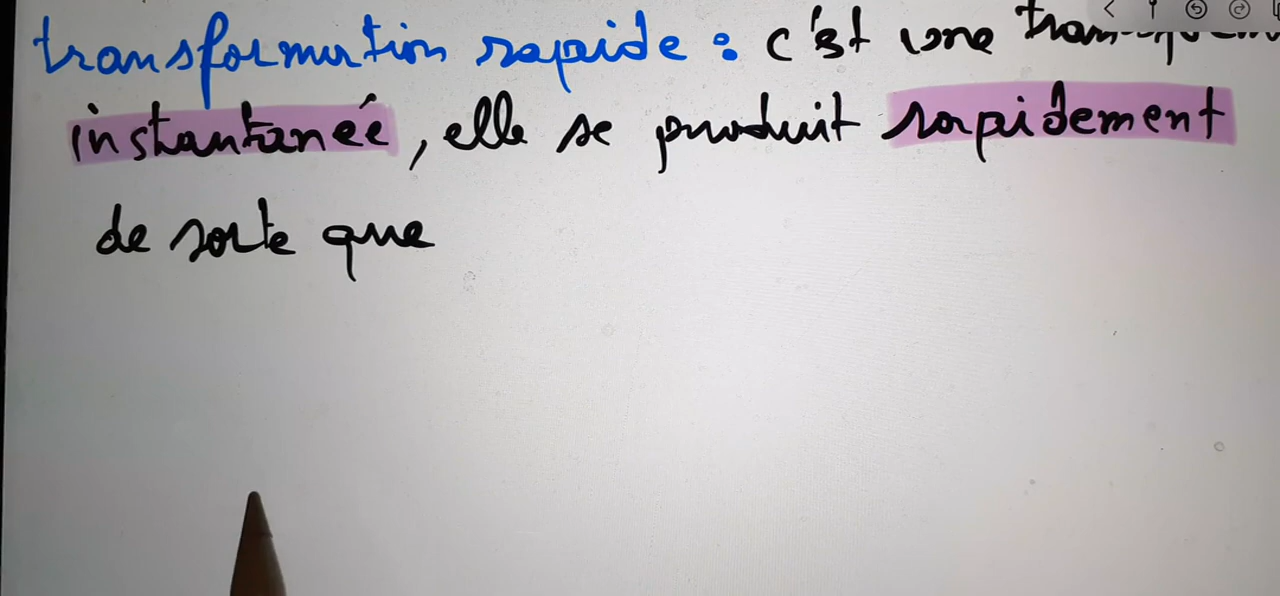 transformation rapide : c'est une
instantanée, elle se produit rapidement
de sorte que